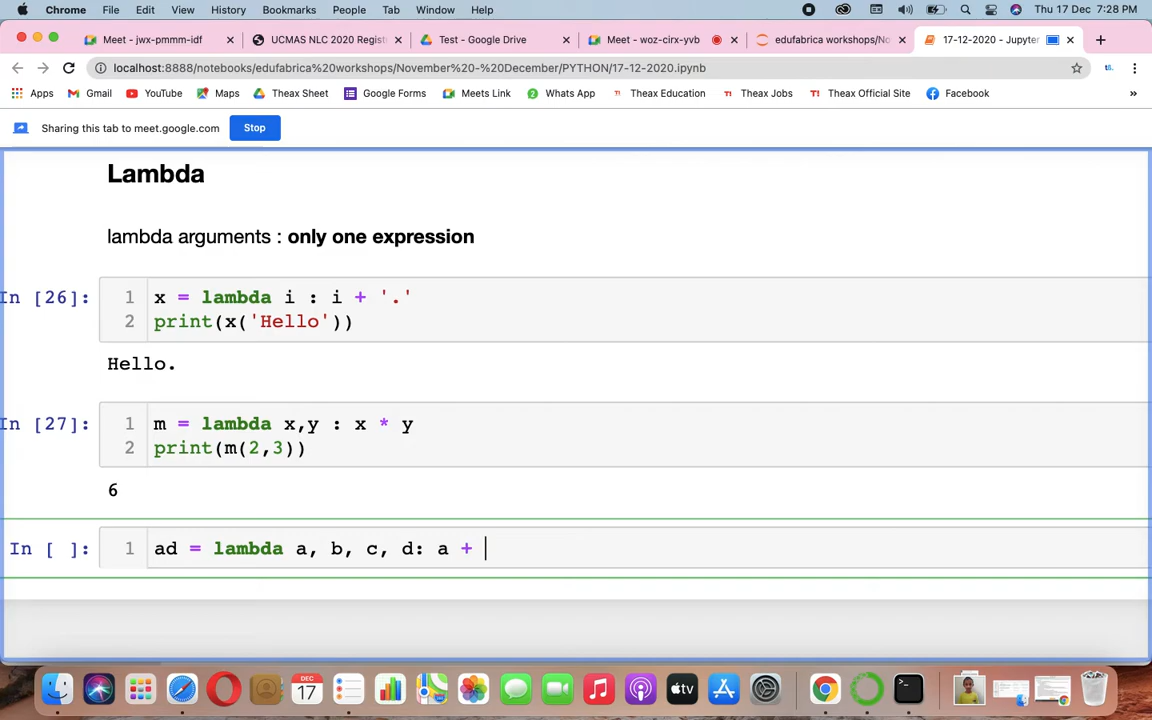 Chrome File Edit View History Bookmarks People Tab Window Help Thu 17 Dec 7:28 PM
Meet - jwx-pmmm-idf UCMAS NLC 2020 Regist Test - Google Drive Meet - woz-cirx-yvb edufabrica workshops/No 17-12-2020 - Jupyter
localhost:8888/notebooks/edufabrica%20workshops/November%20-%20December/PYTHON/17-12-2020.ipynb
Apps Gmail YouTube Maps Theax Sheet Google Forms Meets Link Whats App Theax Education Theax Jobs Theax Official Site Facebook »
Sharing this tab to meet.google.com Stop
Lambda
lambda arguments : only one expression
In [26]: 1 x = lambda i : i + '.'
2 print(x('Hello'))
Hello.
In [27]: 1 m = lambda x,y : x * y
2 print(m(2,3))
6
In [ ]: 1 ad = lambda a, b, c, d: a +
DEC
17
tv